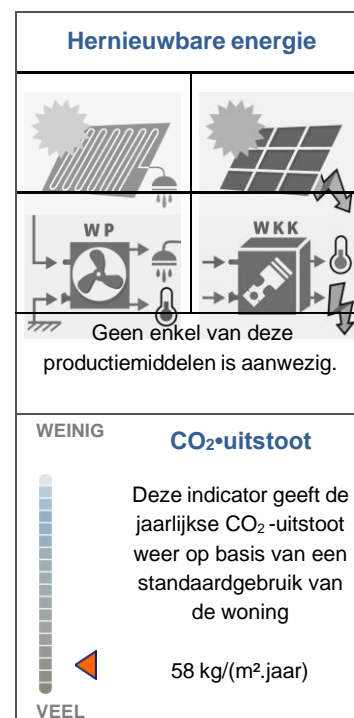 Hernieuwbare energie
WP
WKK
Geen enkel van deze
productiemiddelen is aanwezig.
WEINIG
CO₂•uitstoot
Deze indicator geeft de
jaarlijkse CO₂ -uitstoot
weer op basis van een
standaardgebruik van
de woning
58 kg/(m².jaar)
VEEL